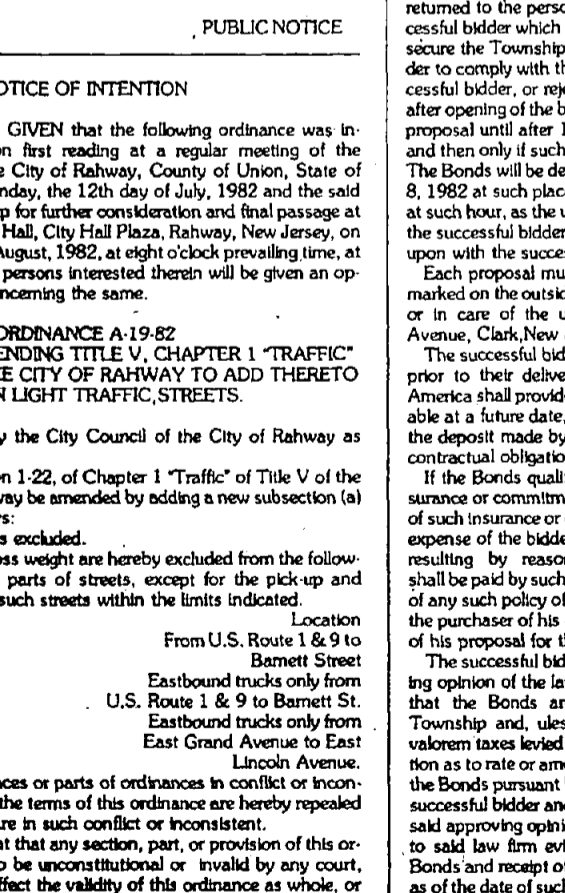 PUBLIC NOTICE
OTICE OF INTENTION
GIVEN that the following ordinance was in-
on first reading at a regular meeting of the
e City of Rahway, County of Union, State of
nday, the 12th day of July, 1982 and the said
p for further consideration and final passage at
Hall, City Hall Plaza, Rahway, New Jersey, on
August, 1982, at eight o'clock prevailing time, at
persons interested therein will be given an op-
ncerning the same.
ORDINANCE A-19-82
ENDING TITLE V, CHAPTER 1 "TRAFFIC"
E CITY OF RAHWAY TO ADD THERETO
N LIGHT TRAFFIC STREETS.
y the City Council of the City of Rahway as
n 1-22, of Chapter 1 "Traffic" of Title V of the
way be amended by adding a new subsection (a)
s:
s excluded.
oss weight are hereby excluded from the follow-
parts of streets, except for the pick-up and
such streets within the limits indicated.
Location
From U.S. Route 1 & 9 to
Barnett Street
Eastbound trucks only from
U.S. Route 1 & 9 to Barnett St.
Eastbound trucks only from
East Grand Avenue to East
Lincoln Avenue.
nces or parts of ordinances in conflict or incon-
the terms of this ordinance are hereby repealed
re in such conflict or inconsistent.
nt that any section, part, or provision of this or-
o be unconstitutional or invalid by any court,
ffect the validity of this ordinance as whole, or
returned to the perso
cessful bidder which
secure the Township
der to comply with th
cessful bidder, or reje
after opening of the b
proposal until after 1
and then only if such
The Bonds will be de
8, 1982 at such plac
at such hour, as the u
the successful bidder
upon with the succes
Each proposal mu
marked on the outsid
or in care of the u
Avenue, Clark,New
The successful bid
prior to their delive
America shall provid
able at a future date,
the deposit made by
contractual obligatio
If the Bonds quali
surance or commitm
of such insurance or
expense of the bidde
resulting by reaso
shall be paid by such
of any such policy of
the purchaser of his
of his proposal for t
The successful bid
ing opinion of the la
that the Bonds ar
Township and, ules
valorem taxes levied
tion as to rate or amo
the Bonds pursuant
successful bidder and
said approving opini
to said law firm evi
Bonds and receipt o
as of the date of suc